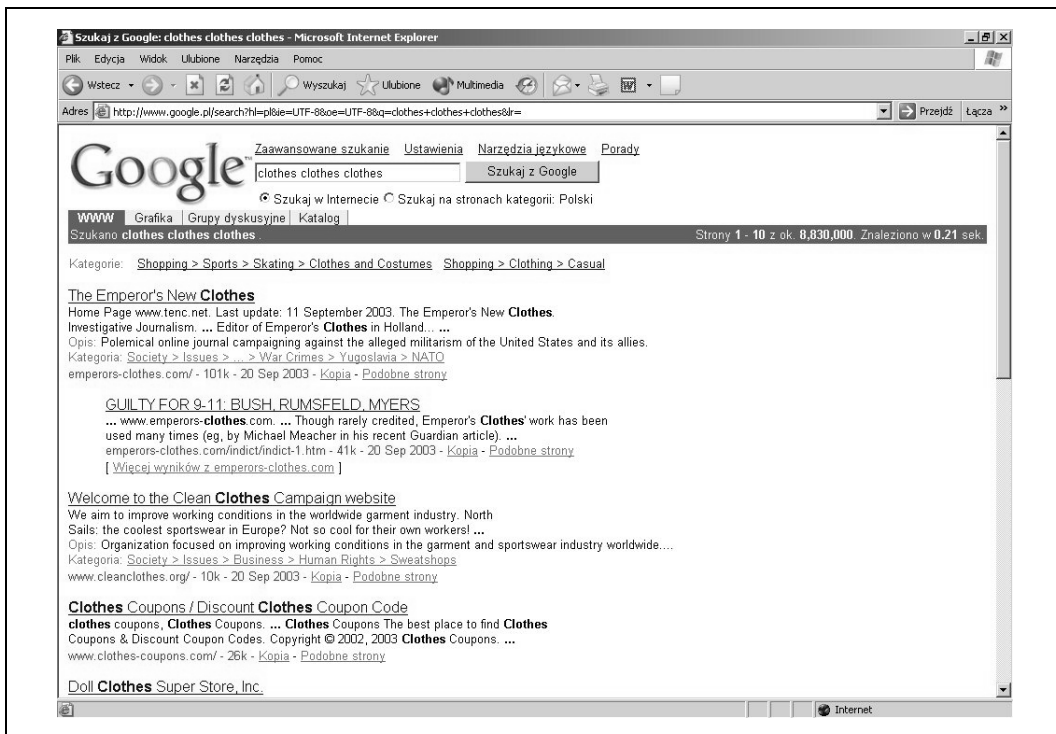 Szukaj z Google: clothes clothes clothes - Microsoft Internet Explorer
Plik Edycja Widok Ulubione Narzędzia Pomoc
Wstecz Wyszukaj Ulubione Multimedia
Adres http://www.google.pl/search?hl=pl&ie=UTF-8&oe=UTF-8&q=clothes+clothes+clothes&lr= Przejdź Łącza »
Google™
Zaawansowane szukanie Ustawienia Narzędzia językowe Porady
clothes clothes clothes Szukaj z Google
Szukaj w Internecie Szukaj na stronach kategorii: Polski
WWW Grafika Grupy dyskusyjne Katalog
Szukano clothes clothes clothes . Strony 1 - 10 z ok. 8,830,000. Znaleziono w 0.21 sek.
Kategorie: Shopping > Sports > Skating > Clothes and Costumes Shopping > Clothing > Casual
The Emperor's New Clothes
Home Page www.tenc.net. Last update: 11 September 2003. The Emperor's New Clothes.
Investigative Journalism. ... Editor of Emperor's Clothes in Holland... ...
Opis: Polemical online journal campaigning against the alleged militarism of the United States and its allies.
Kategoria: Society > Issues > ... > War Crimes > Yugoslavia > NATO
emperors-clothes.com/ - 101k - 20 Sep 2003 - Kopia - Podobne strony
GUILTY FOR 9-11: BUSH, RUMSFELD, MYERS
... www.emperors-clothes.com. ... Though rarely credited, Emperor's Clothes' work has been
used many times (eg, by Michael Meacher in his recent Guardian article). ...
emperors-clothes.com/indict/indict-1.htm - 41k - 20 Sep 2003 - Kopia - Podobne strony
[ Więcej wyników z emperors-clothes.com ]
Welcome to the Clean Clothes Campaign website
We aim to improve working conditions in the worldwide garment industry. North
Sails: the coolest sportswear in Europe? Not so cool for their own workers! ...
Opis: Organization focused on improving working conditions in the garment and sportswear industry worldwide....
Kategoria: Society > Issues > Business > Human Rights > Sweatshops
www.cleanclothes.org/ - 10k - 20 Sep 2003 - Kopia - Podobne strony
Clothes Coupons / Discount Clothes Coupon Code
clothes coupons, Clothes Coupons. ... Clothes Coupons The best place to find Clothes
Coupons & Discount Coupon Codes. Copyright © 2002, 2003 Clothes Coupons. ...
www.clothes-coupons.com/ - 26k - Kopia - Podobne strony
Doll Clothes Super Store, Inc.
Internet